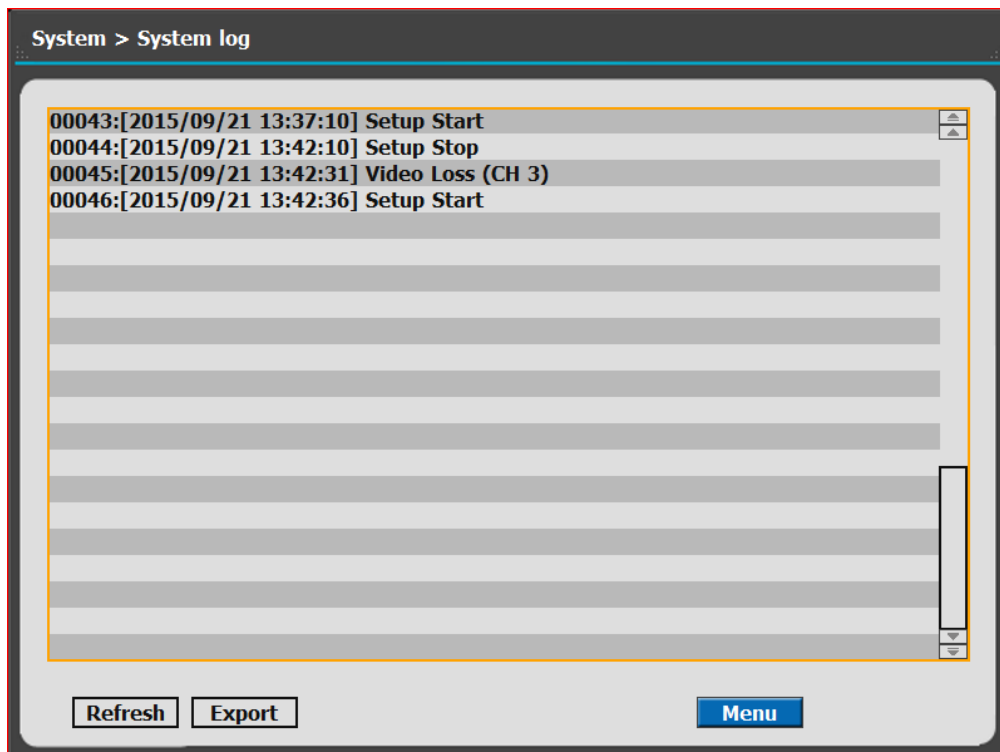 System > System log
00043:[2015/09/21 13:37:10] Setup Start
00044:[2015/09/21 13:42:10] Setup Stop
00045:[2015/09/21 13:42:31] Video Loss (CH 3)
00046:[2015/09/21 13:42:36] Setup Start
Refresh Export Menu